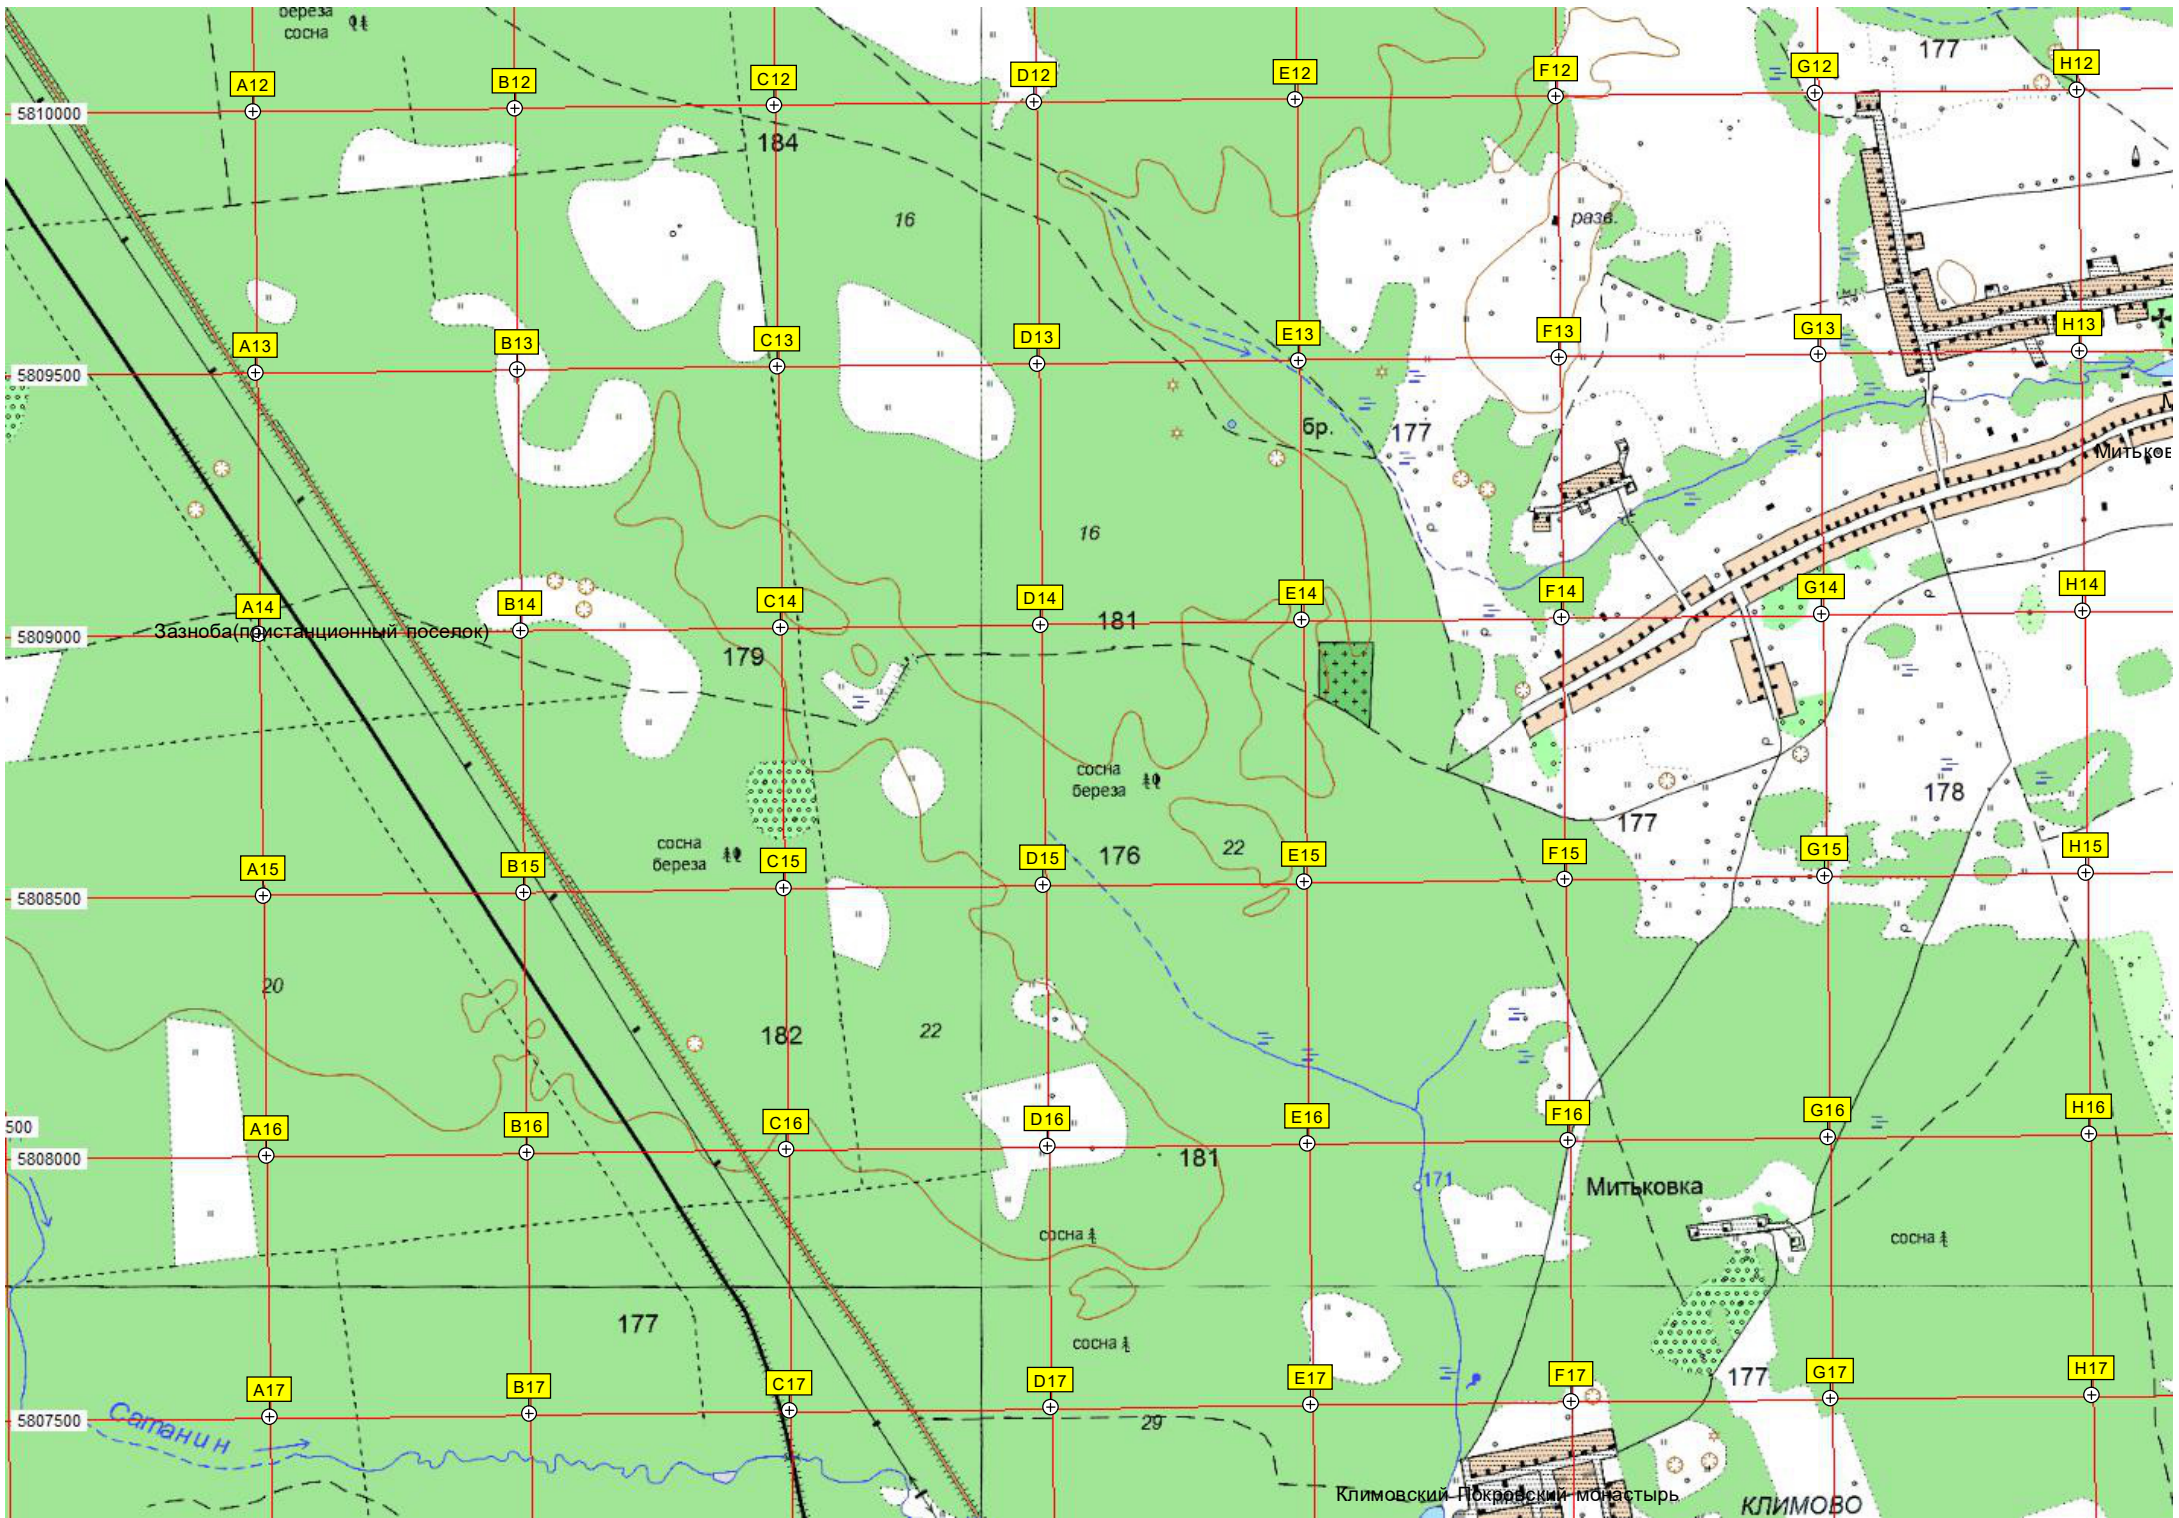 береза
сосна
177
A12
B12
C12
D12
E12
F12
G12
H12
5810000
184
16
разв.
A13
B13
C13
D13
E13
F13
G13
H13
5809500
бр.
177
М
Митьков
16
A14
B14
C14
D14
E14
F14
G14
H14
5809000
Зазноба(пристанционный поселок)
181
179
сосна
береза
178
177
сосна
береза
176
22
A15
B15
C15
D15
E15
F15
G15
H15
5808500
20
182
22
A16
B16
C16
D16
E16
F16
G16
H16
500
5808000
181
171
Митьковка
сосна
сосна
177
сосна
177
A17
B17
C17
D17
E17
F17
G17
H17
5807500
Сатанин
29
Климовский Покровский монастырь
КЛИМОВО